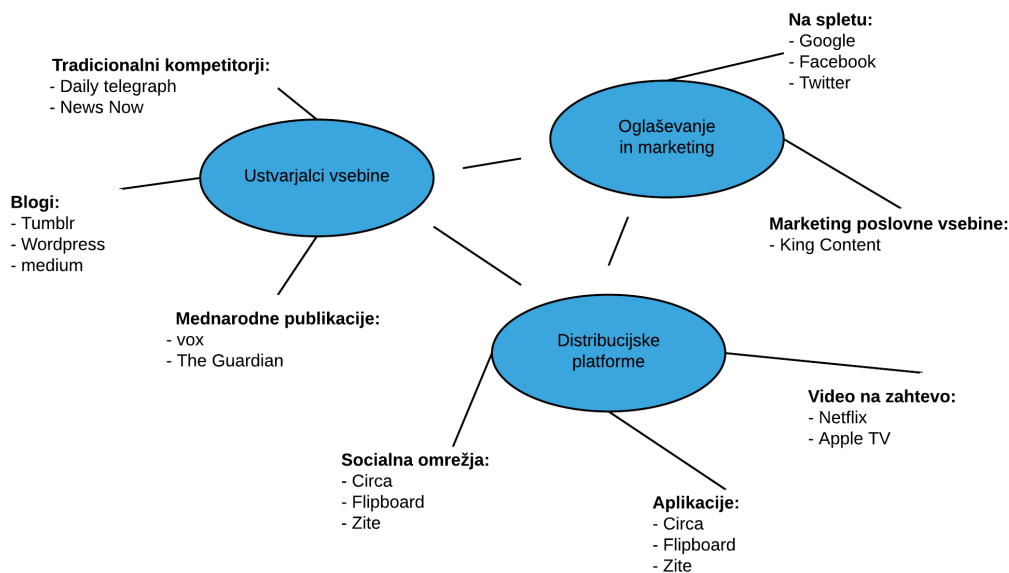 Na spletu:
- Google
- Facebook
- Twitter
Tradicionalni kompetitorji:
- Daily telegraph
- News Now
Oglaševanje
in marketing
Ustvarjalci vsebine
Blogi:
- Tumblr
- Wordpress
- medium
Marketing poslovne vsebine:
- King Content
Mednarodne publikacije:
- vox
- The Guardian
Distribucijske
platforme
Video na zahtevo:
- Netflix
- Apple TV
Socialna omrežja:
- Circa
- Flipboard
- Zite
Aplikacije:
- Circa
- Flipboard
- Zite